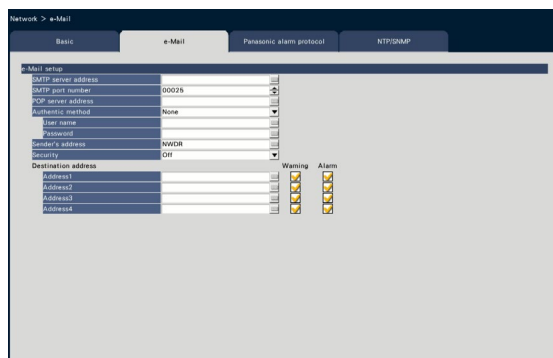 Network > e-Mail
Basic e-Mail Panasonic alarm protocol NTP/SNMP
e-Mail setup
SMTP server address
SMTP port number 00025
POP server address
Authentic method None
User name
Password
Sender's address NWDR
Security Off
Destination address Warning Alarm
Address1
Address2
Address3
Address4